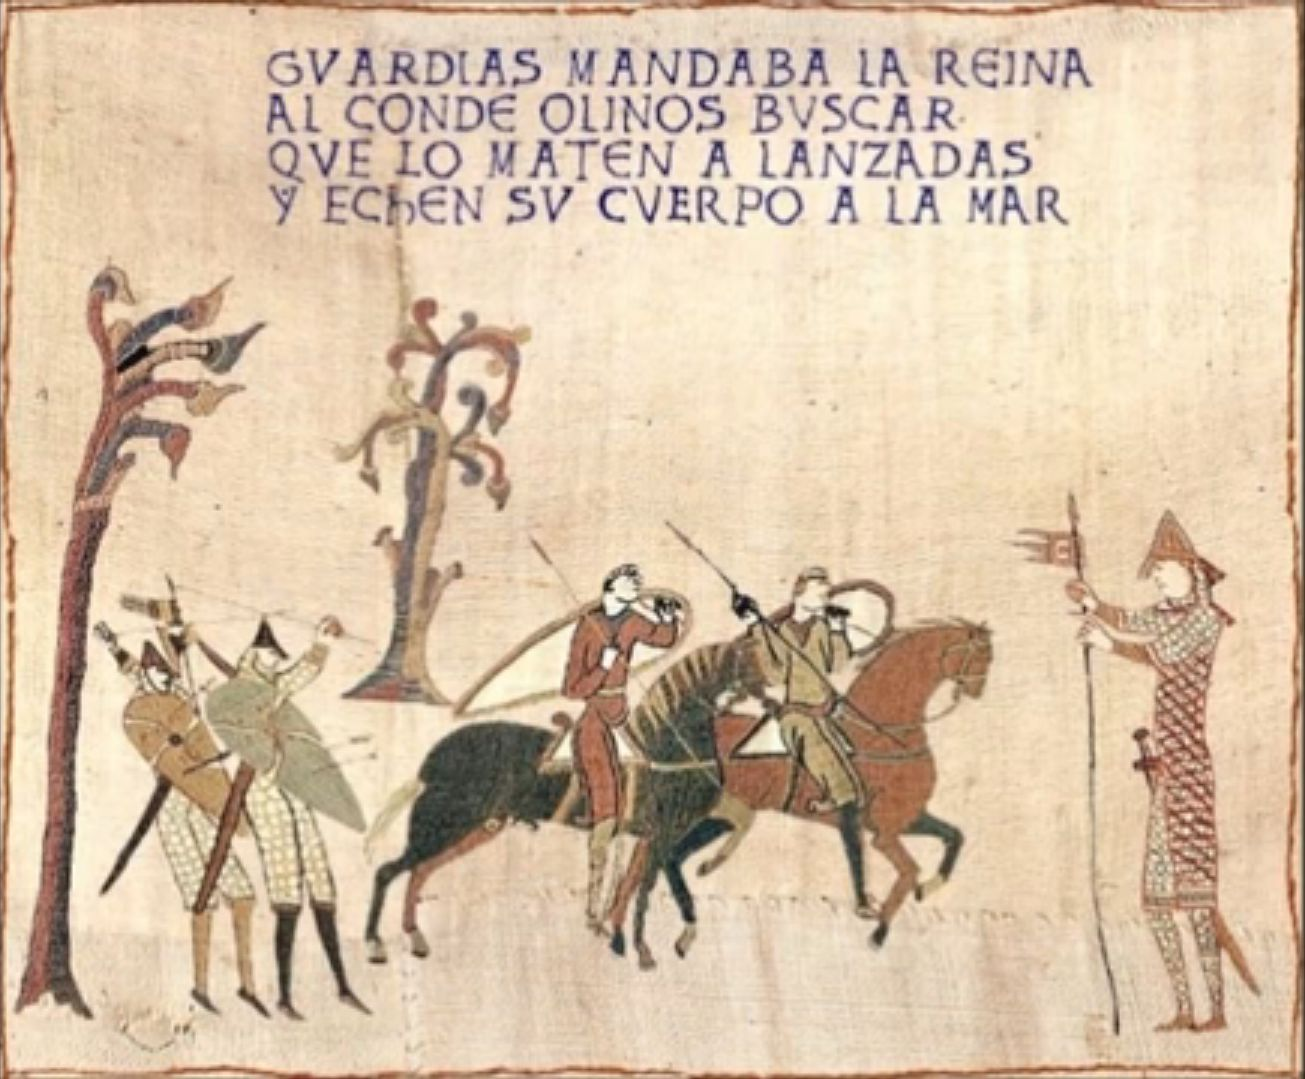 GVARDIAS MANDABA LA REINA
AL CONDE OLINOS BVSCAR
QVE LO MATEN A LANZADAS
Y EChEN SV CVERPO A LA MAR